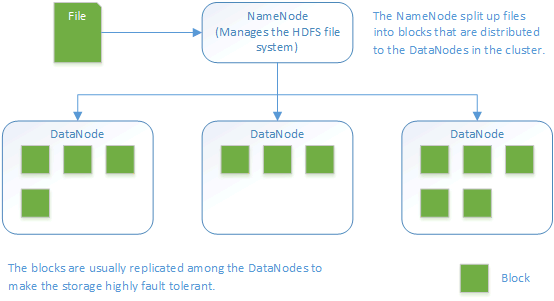 File
NameNode
(Manages the HDFS file
system)
The NameNode split up files
into blocks that are distributed
to the DataNodes in the cluster.
DataNode
DataNode
DataNode
The blocks are usually replicated among the DataNodes to
make the storage highly fault tolerant.
Block